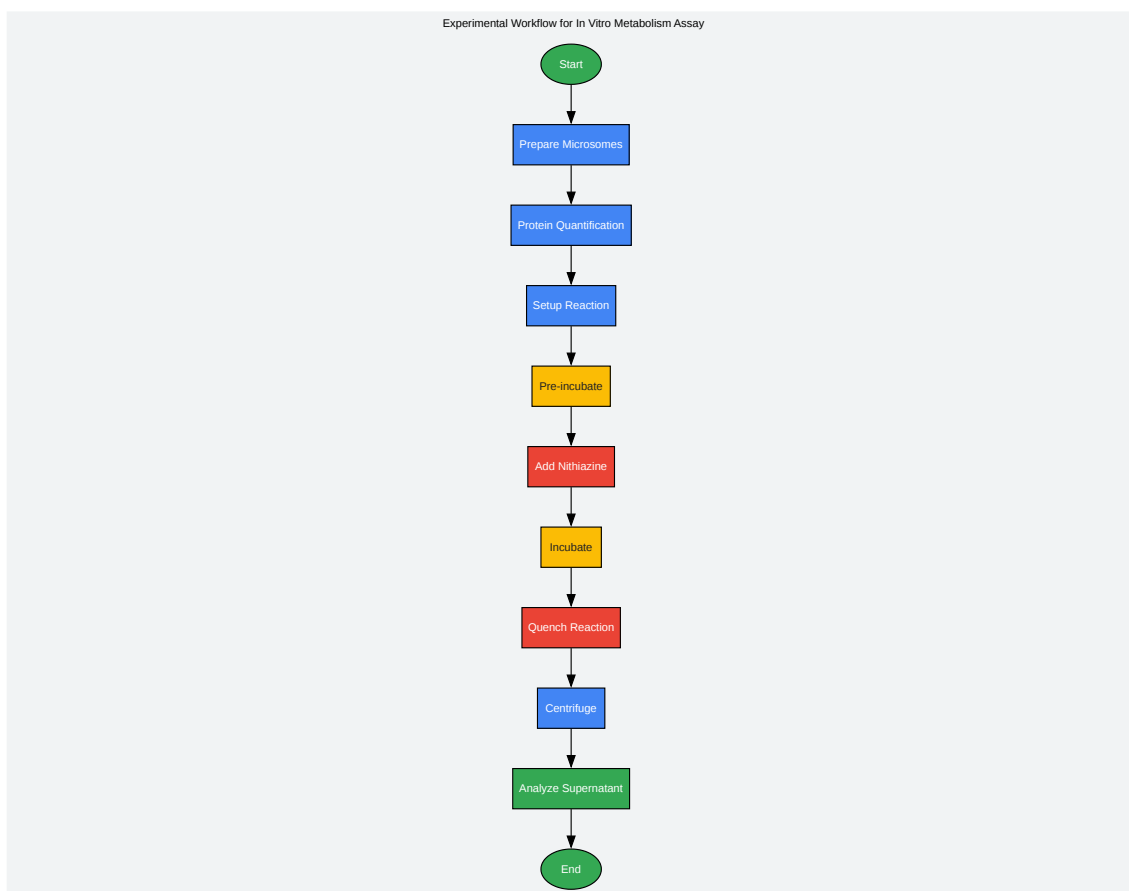 Experimental Workflow for In Vitro Metabolism Assay
Start
Prepare Microsomes
Protein Quantification
Setup Reaction
Pre-incubate
Add Nithiazine
Incubate
Quench Reaction
Centrifuge
Analyze Supernatant
End